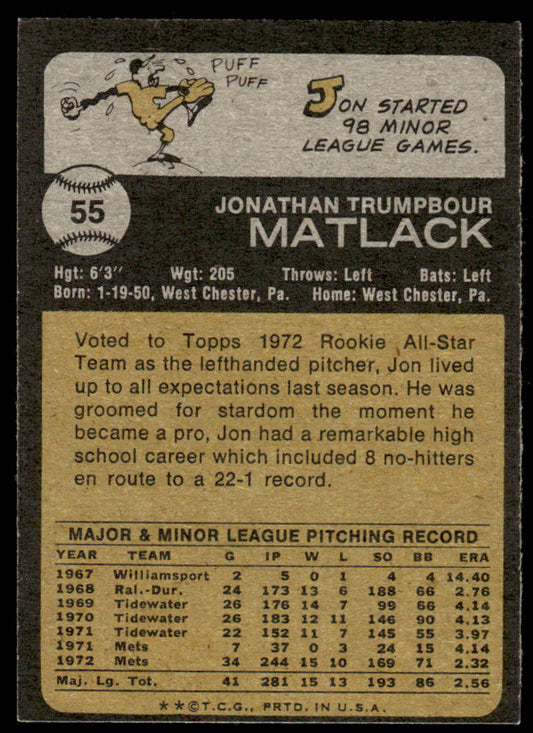 PUFF
PUFF
JON STARTED
98 MINOR
LEAGUE GAMES.
55
JONATHAN TRUMPBOUR
MATLACK
Hgt: 6'3" Wgt: 205 Throws: Left Bats: Left
Born: 1-19-50, West Chester, Pa. Home: West Chester, Pa.
Voted to Topps 1972 Rookie All-Star
Team as the lefthanded pitcher, Jon lived
up to all expectations last season. He was
groomed for stardom the moment he
became a pro, Jon had a remarkable high
school career which included 8 no-hitters
en route to a 22-1 record.
MAJOR & MINOR LEAGUE PITCHING RECORD
YEAR TEAM G IP W L SO BB ERA
1967 Williamsport 2 5 0 1 4 4 14.40
1968 Ral.-Dur. 24 173 13 6 188 66 2.76
1969 Tidewater 26 176 14 7 99 66 4.14
1970 Tidewater 26 183 12 11 146 90 4.13
1971 Tidewater 22 152 11 7 145 55 3.97
1971 Mets 7 37 0 3 24 15 4.14
1972 Mets 34 244 15 10 169 71 2.32
Maj. Lg. Tot. 41 281 15 13 193 86 2.56
**©T.C.G., PRTD. IN U.S.A.